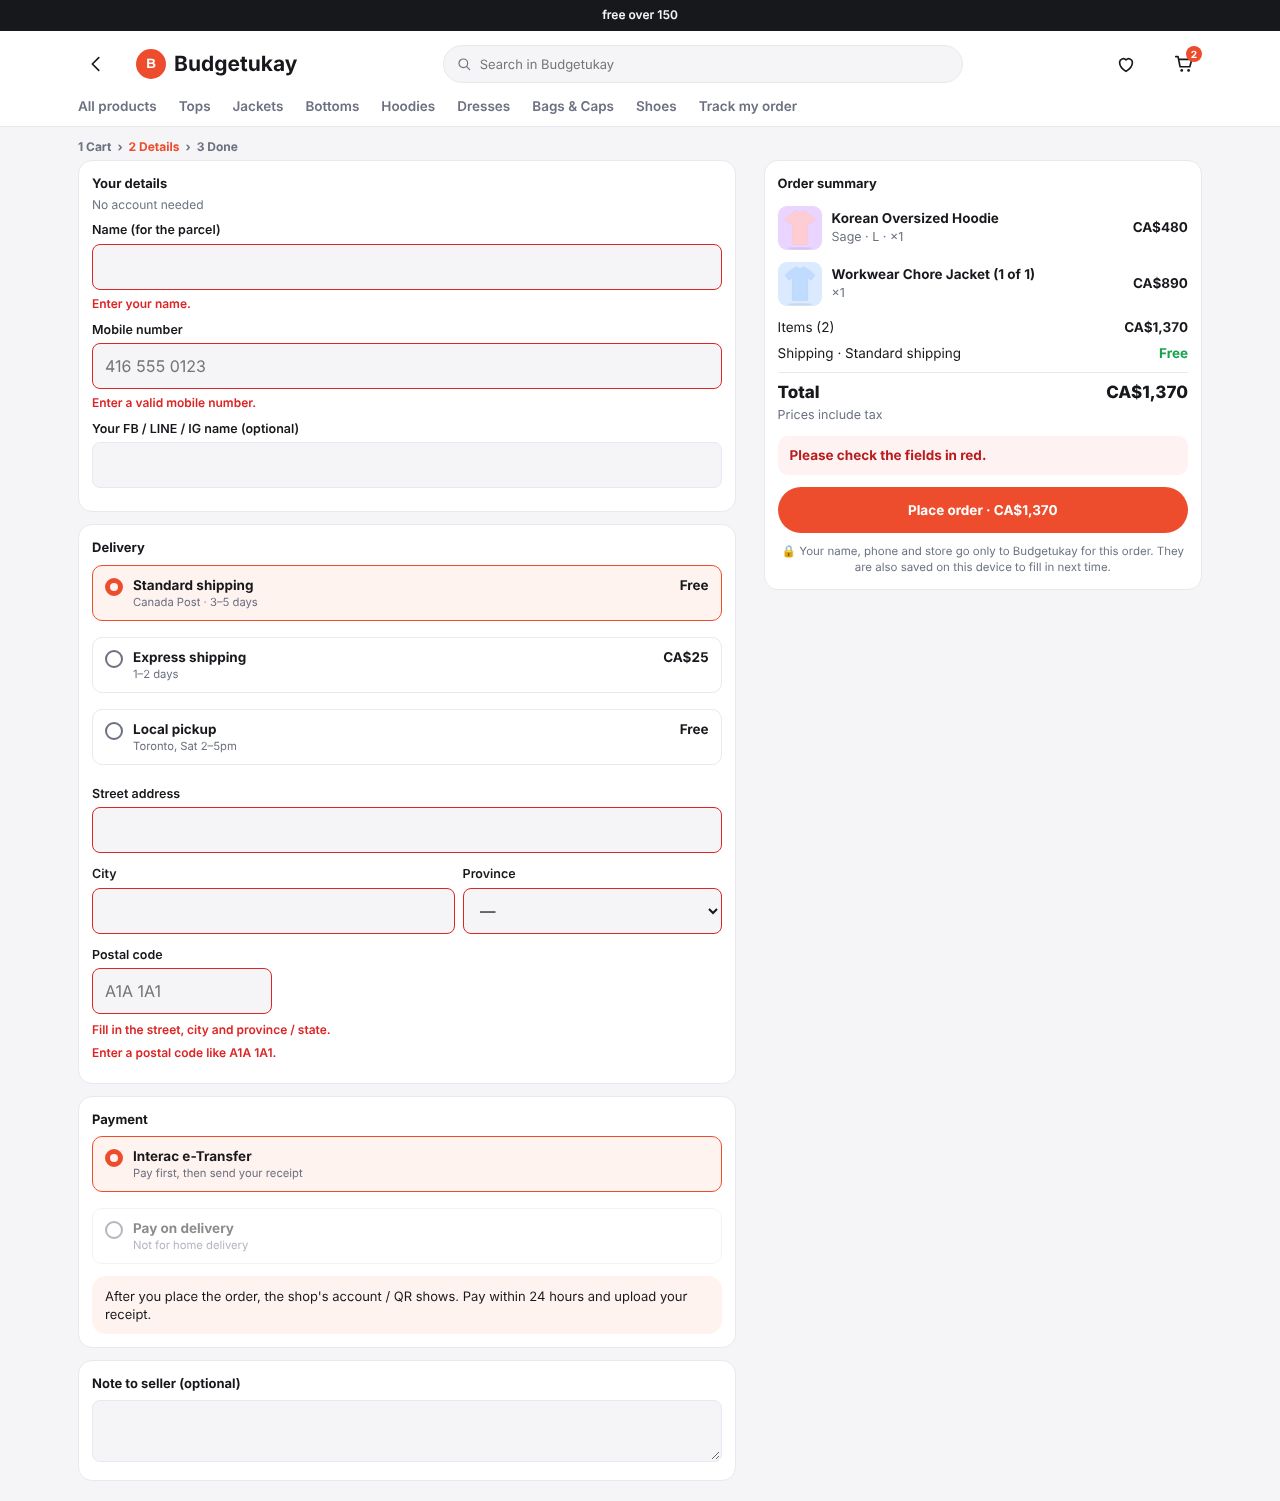 free over 150
B Budgetukay
Search in Budgetukay
2
All products Tops Jackets Bottoms Hoodies Dresses Bags & Caps Shoes Track my order
1 Cart › 2 Details › 3 Done
Your details
No account needed
Name (for the parcel)
Enter your name.
Mobile number
416 555 0123
Enter a valid mobile number.
Your FB / LINE / IG name (optional)
Delivery
Standard shipping Free
Canada Post · 3–5 days
Express shipping CA$25
1–2 days
Local pickup Free
Toronto, Sat 2–5pm
Street address
City Province
—
Postal code
A1A 1A1
Fill in the street, city and province / state.
Enter a postal code like A1A 1A1.
Payment
Interac e-Transfer
Pay first, then send your receipt
Pay on delivery
Not for home delivery
After you place the order, the shop's account / QR shows. Pay within 24 hours and upload your
receipt.
Note to seller (optional)
Order summary
Korean Oversized Hoodie CA$480
Sage · L · ×1
Workwear Chore Jacket (1 of 1) CA$890
×1
Items (2) CA$1,370
Shipping · Standard shipping Free
Total CA$1,370
Prices include tax
Please check the fields in red.
Place order · CA$1,370
🔒 Your name, phone and store go only to Budgetukay for this order. They
are also saved on this device to fill in next time.